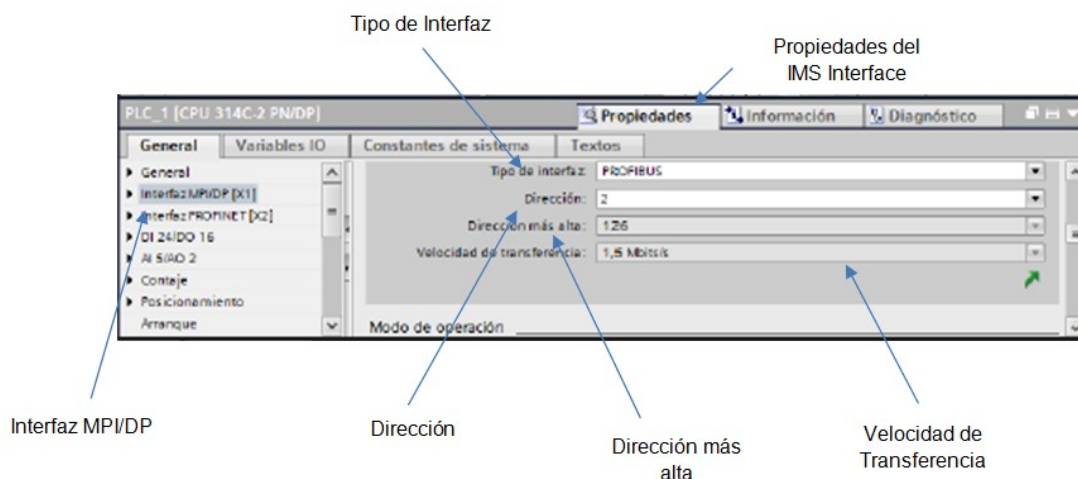 Tipo de Interfaz
Propiedades del
IMS Interface
PLC_1 [CPU 314C-2 PN/DP]
Propiedades
Información
Diagnóstico
General
Variables IO
Constantes de sistema
Textos
General
Interfaz MPI/DP [X1]
Interfaz PROFINET [X2]
DI 24/DO 16
AI 5/AO 2
Contaje
Posicionamiento
Arranque
Tipo de interfaz: PROFIBUS
Dirección: 2
Dirección más alta: 126
Velocidad de transferencia: 1,5 Mbits/s
Modo de operación
Interfaz MPI/DP
Dirección
Dirección más
alta
Velocidad de
Transferencia